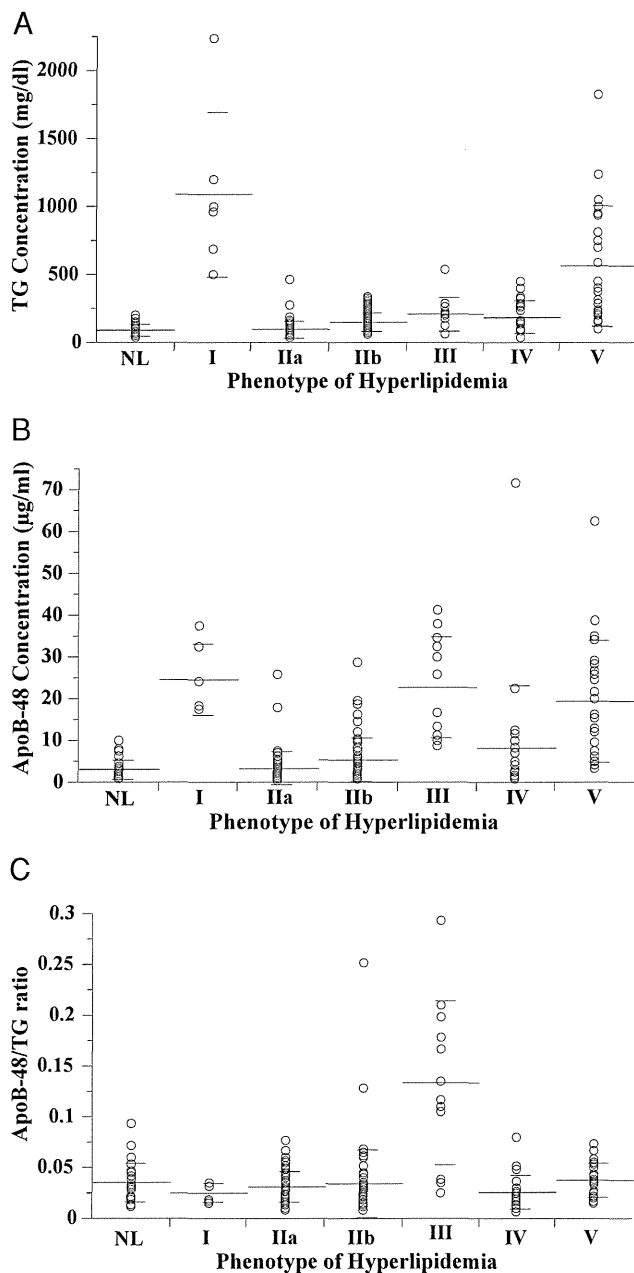 A
TG Concentration (mg/dl)
2000
1500
1000
500
0
NL I IIa IIb III IV V
Phenotype of Hyperlipidemia
B
ApoB-48 Concentration (µg/ml)
70
60
50
40
30
20
10
0
NL I IIa IIb III IV V
Phenotype of Hyperlipidemia
C
ApoB-48/TG ratio
0.3
0.25
0.2
0.15
0.1
0.05
0
NL I IIa IIb III IV V
Phenotype of Hyperlipidemia